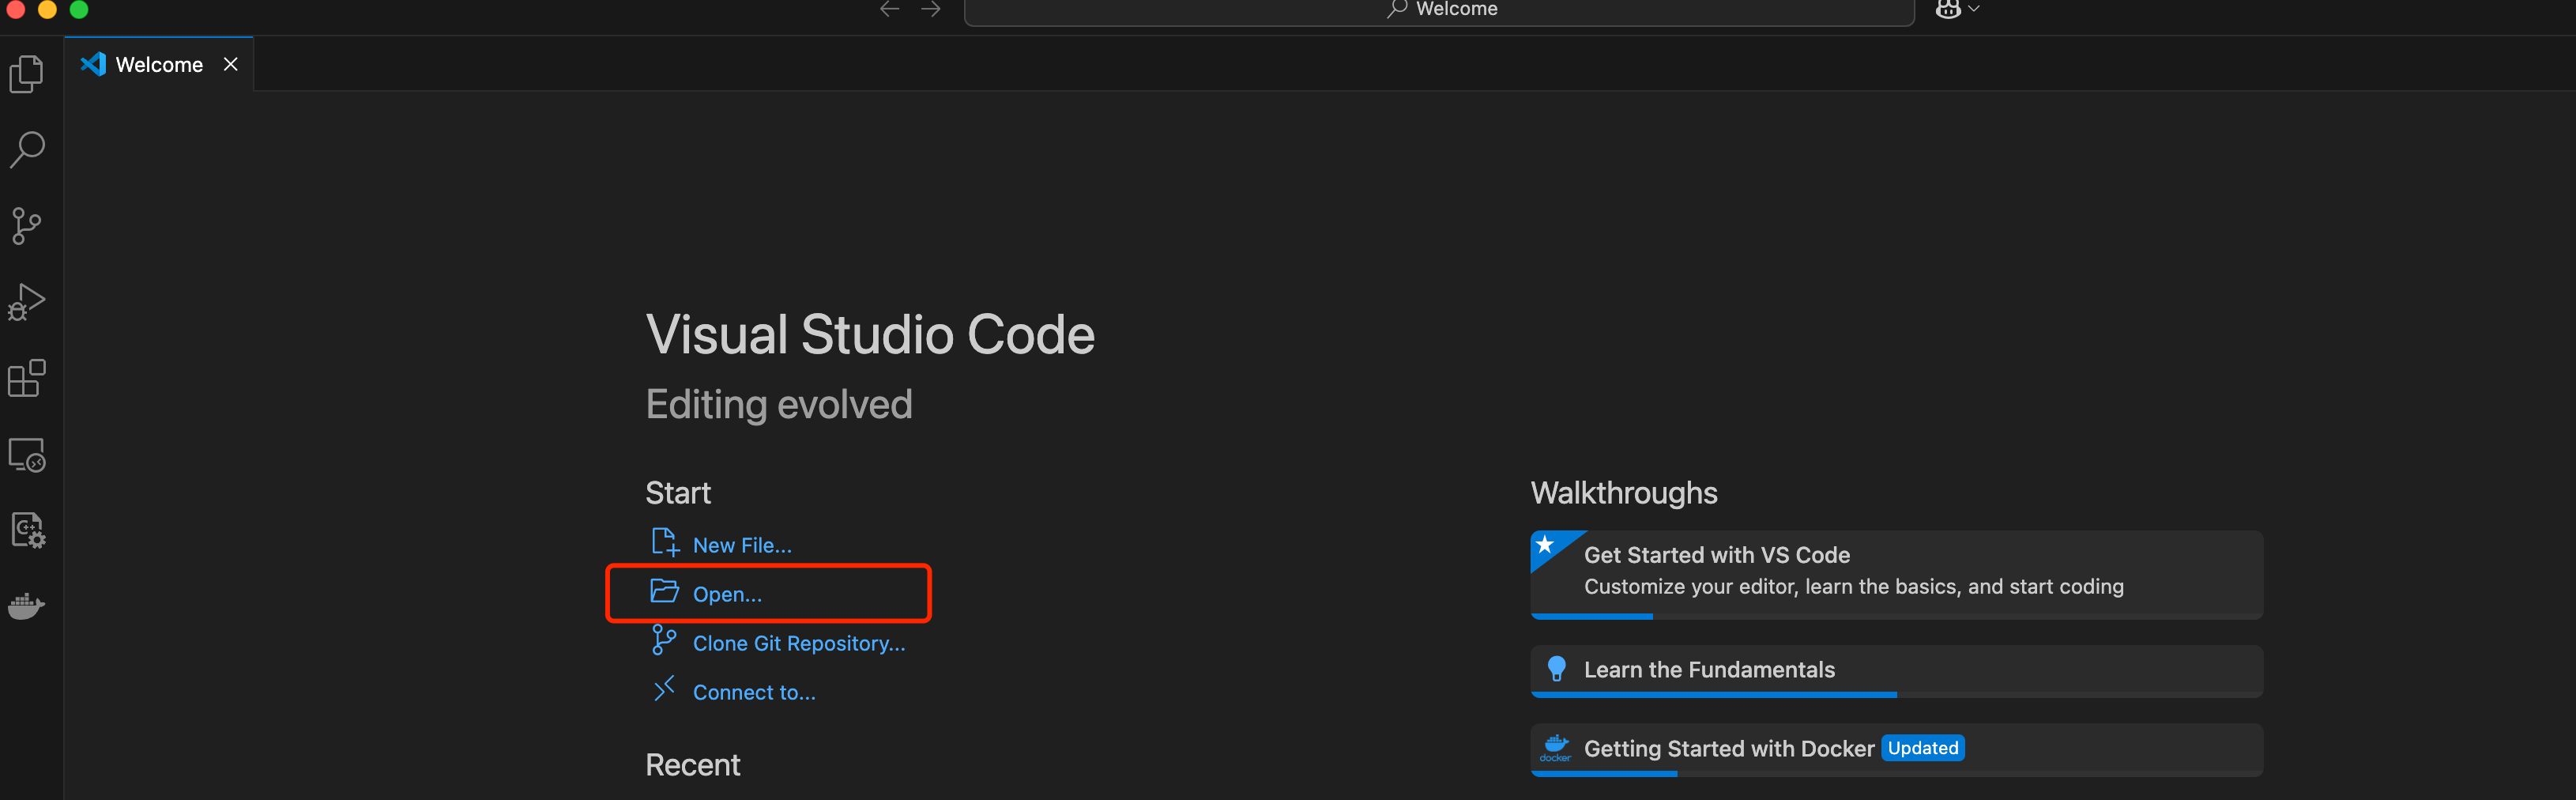 Welcome
Welcome
Visual Studio Code
Editing evolved
Start
New File...
Open...
Clone Git Repository...
Connect to...
Recent
Walkthroughs
Get Started with VS Code
Customize your editor, learn the basics, and start coding
Learn the Fundamentals
docker
Getting Started with Docker Updated